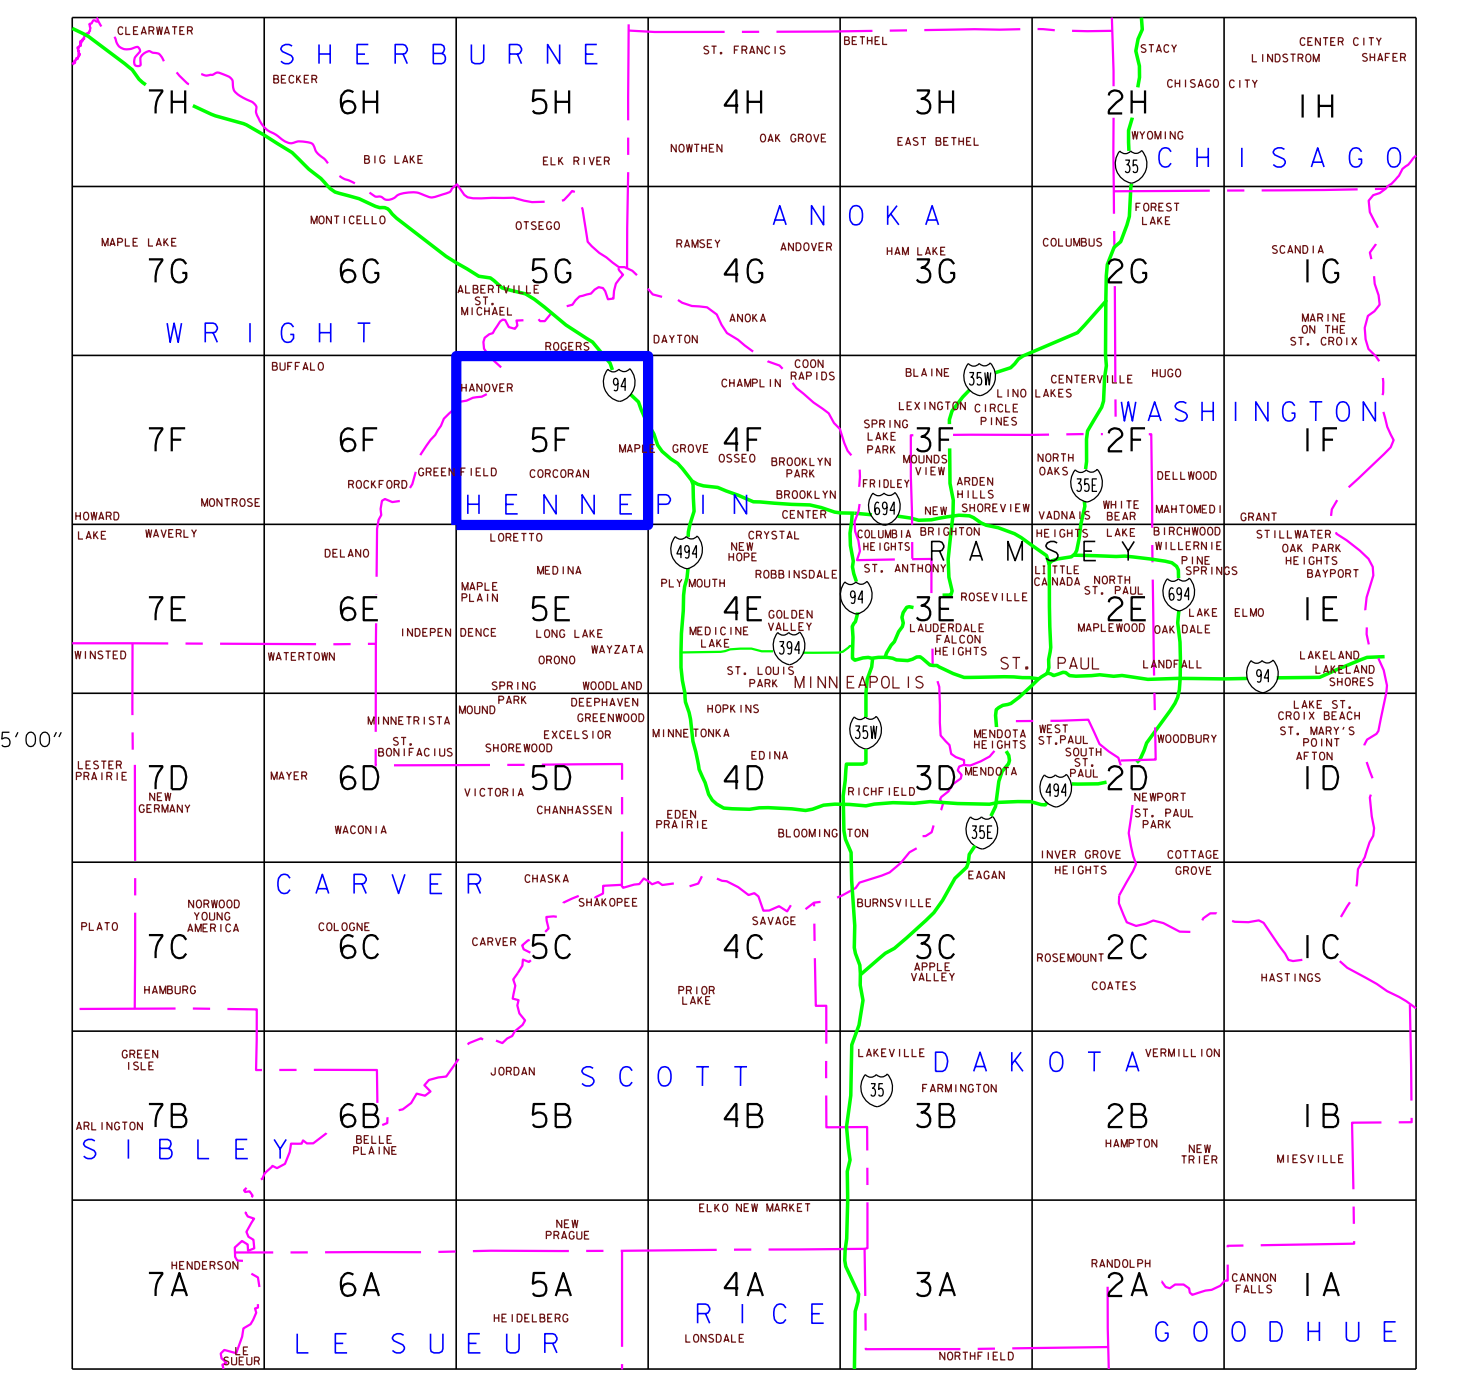 CLEARWATER
SHERBURNE
BECKER
7H
6H
5H
BIG LAKE
ELK RIVER
ST. FRANCIS
4H
NOWTHEN
OAK GROVE
BETHEL
3H
EAST BETHEL
STACY
CHISAGO CITY
2H
WYOMING
35
CENTER CITY
LINDSTROM
SHAFER
1H
CHISAGO
MAPLE LAKE
7G
WRIGHT
MONTICELLO
6G
OTSEGO
5G
ALBERTVILLE
ST.
MICHAEL
ROGERS
ANOKA
RAMSEY
ANDOVER
4G
ANOKA
DAYTON
HAM LAKE
3G
FOREST
LAKE
COLUMBUS
2G
SCANDIA
1G
MARINE
ON THE
ST. CROIX
7F
MONTROSE
HOWARD
BUFFALO
6F
ROCKFORD
GREENFIELD
HANOVER
94
5F
CORCORAN
HENNEPIN
MAPLE GROVE
COON
RAPIDS
CHAMPLIN
4F
OSSEO
BROOKLYN
PARK
BROOKLYN
CENTER
BLAINE
35W
LEXINGTON
CIRCLE
PINES
LINO LAKES
SPRING
LAKE
PARK
3F
MOUNDS
VIEW
FRIDLEY
ARDEN
HILLS
SHOREVIEW
694
NEW
BRIGHTON
CENTERVILLE
HUGO
2F
NORTH
OAKS
35E
WHITE
BEAR
LAKE
VADNAIS
HEIGHTS
DELLWOOD
MAHTOMEDI
WASHINGTON
1F
GRANT
LAKE
WAVERLY
7E
WINSTED
DELANO
6E
WATERTOWN
LORETTO
MEDINA
MAPLE
PLAIN
5E
INDEPENDENCE
LONG LAKE
WAYZATA
ORONO
SPRING
PARK
WOODLAND
494
CRYSTAL
NEW
HOPE
PLYMOUTH
ROBBINSDALE
4E
GOLDEN
VALLEY
MEDICINE
LAKE
394
ST. LOUIS
PARK
MINNEAPOLIS
COLUMBIA
HEIGHTS
RAMSEY
ST. ANTHONY
94
3E
ROSEVILLE
LAUDERDALE
FALCON
HEIGHTS
ST. PAUL
LITTLE
CANADA
NORTH
ST. PAUL
2E
MAPLEWOOD
BIRCHWOOD
WILLERNIE
PINE
SPRINGS
694
LAKE ELMO
OAKDALE
LANDFALL
STILLWATER
OAK PARK
HEIGHTS
BAYPORT
1E
LAKELAND
LAKELAND
SHORES
94
5'00"
LESTER
PRAIRIE
7D
NEW
GERMANY
MINNETRISTA
ST.
BONIFACIUS
MAYER
6D
WACONIA
MOUND
DEEPHAVEN
GREENWOOD
EXCELSIOR
SHOREWOOD
5D
VICTORIA
CHANHASSEN
HOPKINS
MINNETONKA
EDINA
4D
EDEN
PRAIRIE
BLOOMINGTON
35W
MENDOTA
HEIGHTS
3D
MENDOTA
RICHFIELD
35E
WEST
ST.PAUL
SOUTH
ST.
PAUL
494
2D
WOODBURY
NEWPORT
ST. PAUL
PARK
INVER GROVE
HEIGHTS
COTTAGE
GROVE
LAKE ST.
CROIX BEACH
ST. MARY'S
POINT
AFTON
1D
PLATO
NORWOOD
YOUNG
AMERICA
7C
HAMBURG
CARVER
COLOGNE
6C
CHASKA
SHAKOPEE
CARVER
5C
SAVAGE
4C
PRIOR
LAKE
EAGAN
BURNSVILLE
3C
APPLE
VALLEY
2C
ROSEMOUNT
COATES
1C
HASTINGS
GREEN
ISLE
7B
ARLINGTON
SIBLEY
6B
BELLE
PLAINE
JORDAN
SCOTT
5B
4B
LAKEVILLE
35
FARMINGTON
3B
DAKOTA
VERMILLION
2B
HAMPTON
NEW
TRIER
1B
MIESVILLE
HENDERSON
7A
LE
SUEUR
6A
LE SUEUR
NEW
PRAGUE
5A
HEIDELBERG
ELKO NEW MARKET
4A
RICE
LONSDALE
3A
NORTHFIELD
RANDOLPH
2A
CANNON
FALLS
1A
GOODHUE